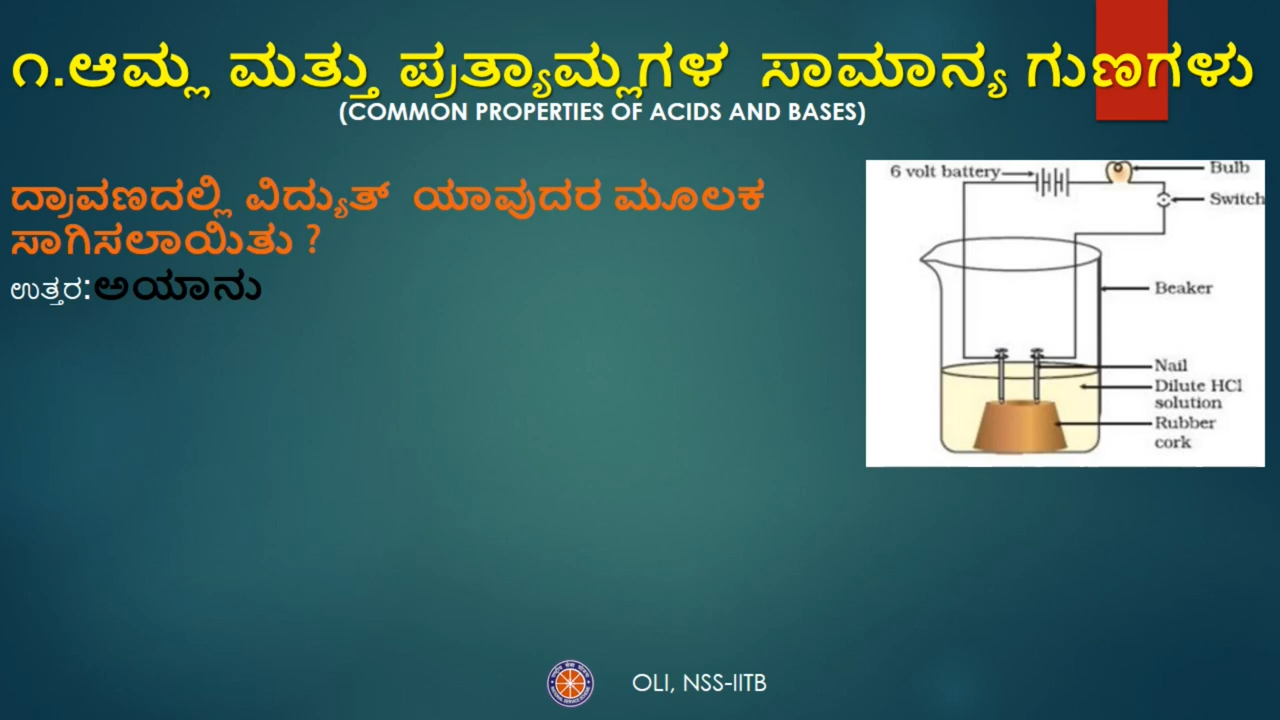 ೧.ಆಮ್ಲ ಮತ್ತು ಪ್ರತ್ಯಾಮ್ಲಗಳ ಸಾಮಾನ್ಯ ಗುಣಗಳು
(COMMON PROPERTIES OF ACIDS AND BASES)
ದ್ರಾವಣದಲ್ಲಿ ವಿದ್ಯುತ್ ಯಾವುದರ ಮೂಲಕ
ಸಾಗಿಸಲಾಯಿತು ?
ಉತ್ತರ:ಅಯಾನು
6 volt battery
Bulb
Switch
Beaker
Nail
Dilute HCl
solution
Rubber
cork
OLI, NSS-IITB